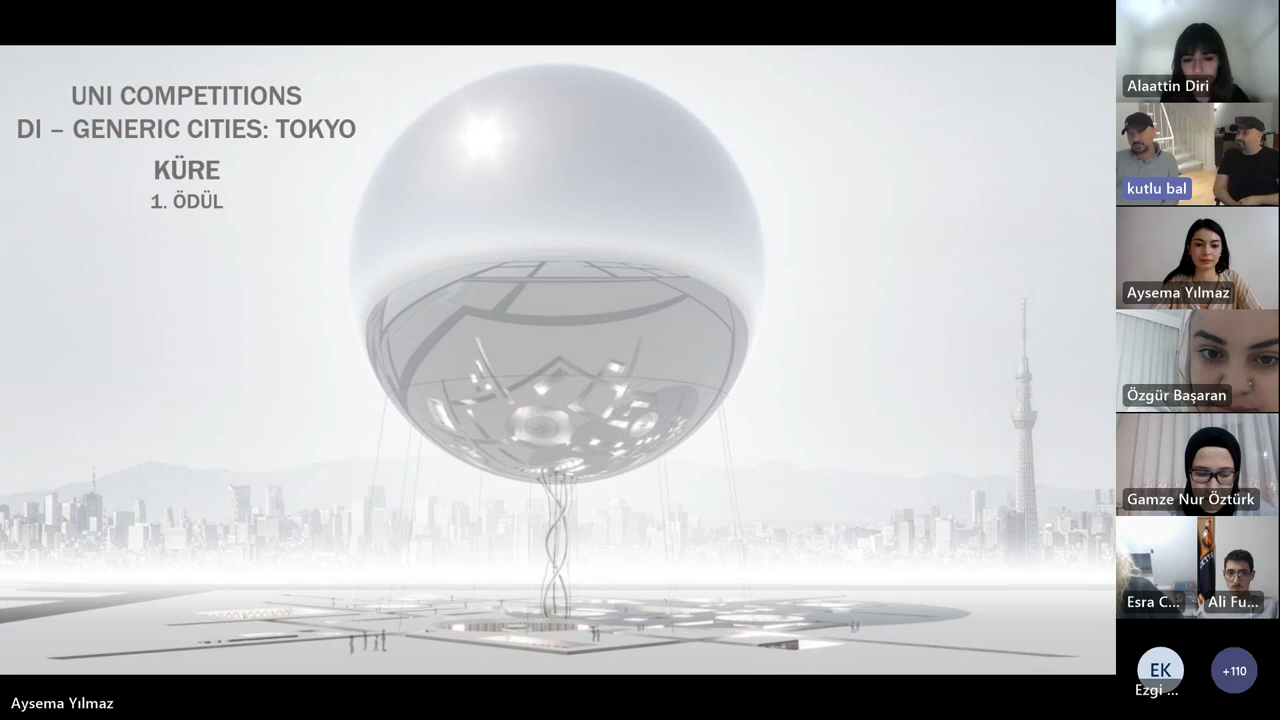 UNI COMPETITIONS
DI – GENERIC CITIES: TOKYO
KÜRE
1. ÖDÜL
Alaattin Diri
kutlu bal
Aysema Yılmaz
Özgür Başaran
Gamze Nur Öztürk
Esra C...
Ali Fu...
EK
Ezgi ...
+110
Aysema Yılmaz